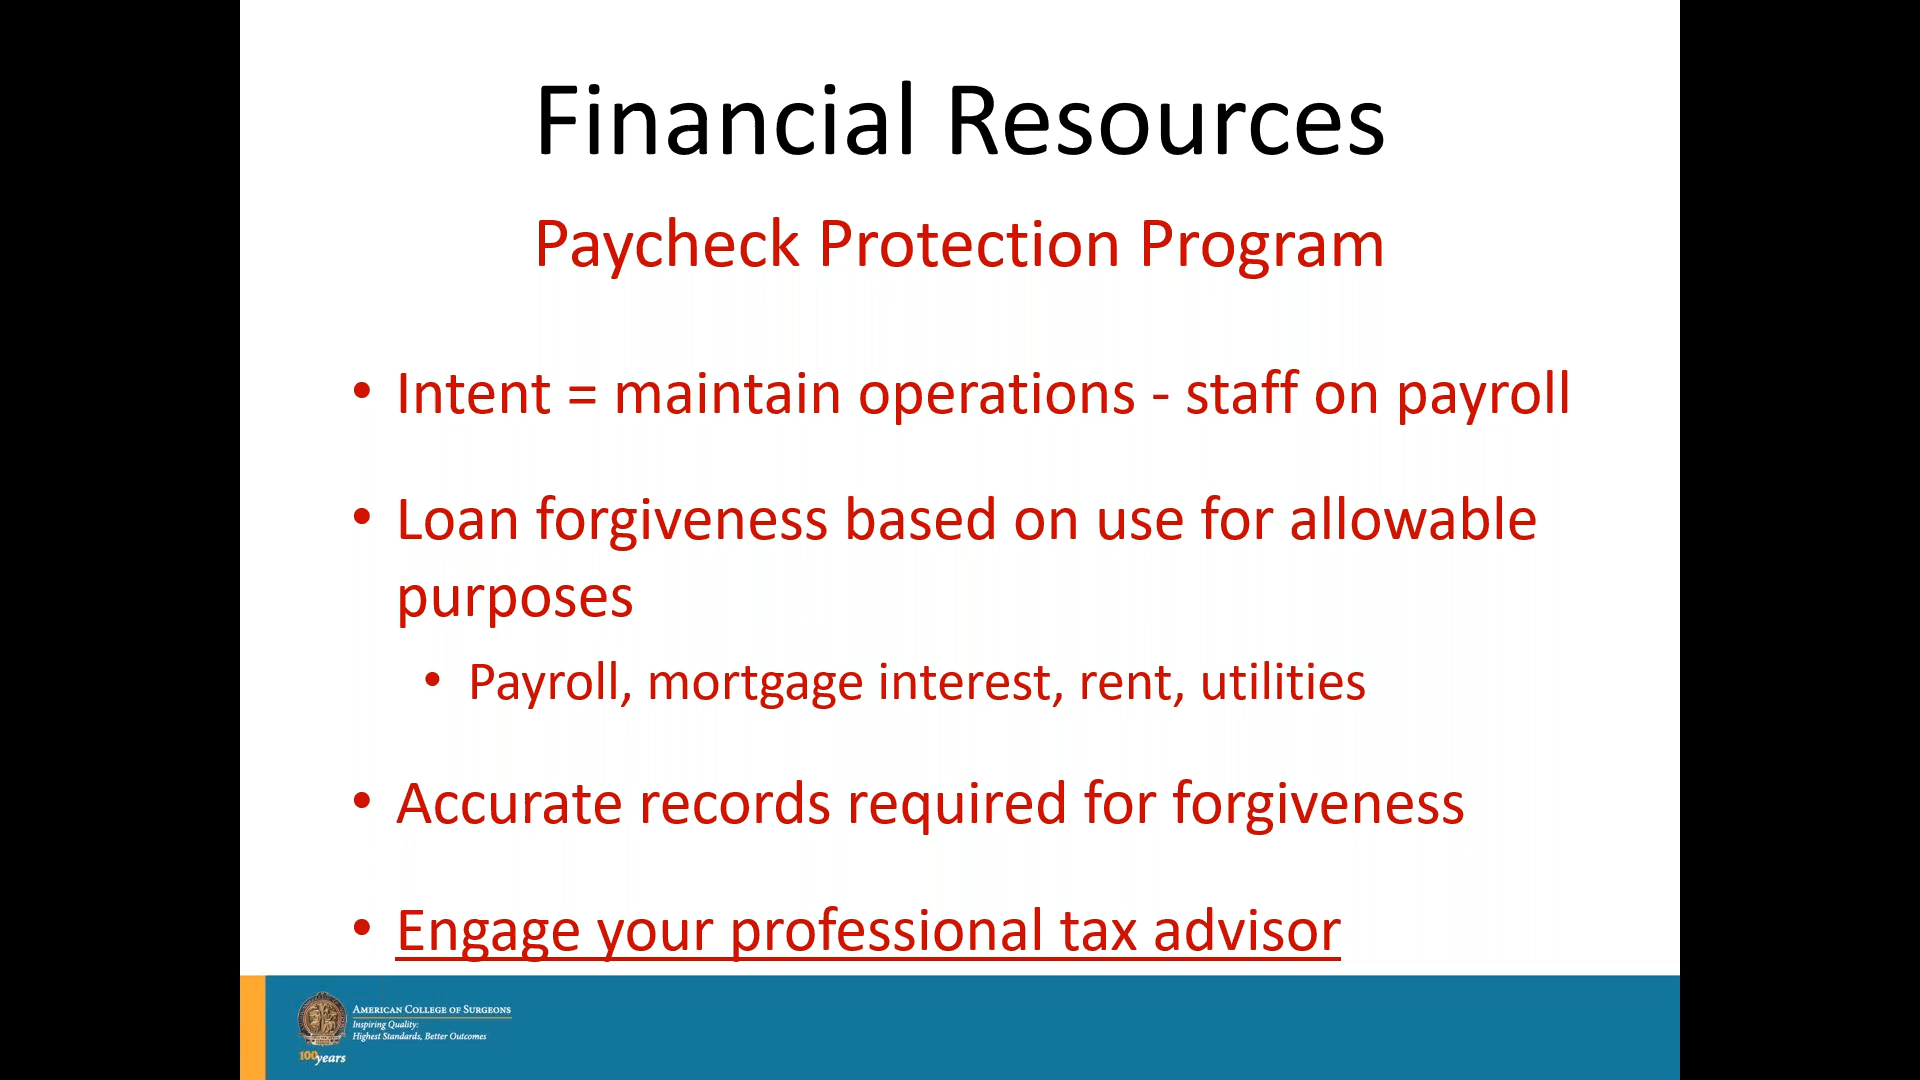 Financial Resources
Paycheck Protection Program
• Intent = maintain operations - staff on payroll
• Loan forgiveness based on use for allowable
purposes
• Payroll, mortgage interest, rent, utilities
• Accurate records required for forgiveness
• Engage your professional tax advisor
American College of Surgeons
Inspiring Quality:
Highest Standards, Better Outcomes
100years